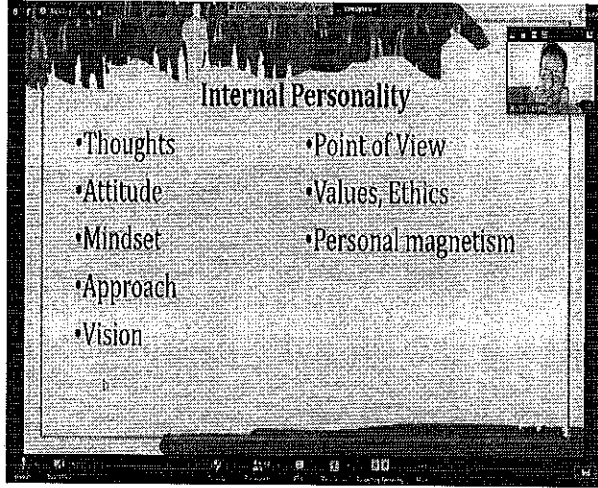 Internal Personality
•Thoughts
•Attitude
•Mindset
•Approach
•Vision
•Point of View
•Values, Ethics
•Personal magnetism